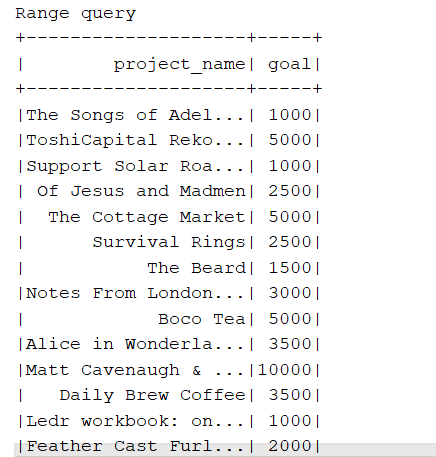 Range query
+--------------------+-----+
|        project_name| goal|
+--------------------+-----+
|The Songs of Adel...| 1000|
|ToshiCapital Reko...| 5000|
|Support Solar Roa...| 1000|
| Of Jesus and Madmen| 2500|
|  The Cottage Market| 5000|
|      Survival Rings| 2500|
|           The Beard| 1500|
|Notes From London...| 3000|
|            Boco Tea| 5000|
|Alice in Wonderla...| 3500|
|Matt Cavenaugh & ...|10000|
|   Daily Brew Coffee| 3500|
|Ledr workbook: on...| 1000|
|Feather Cast Furl...| 2000|